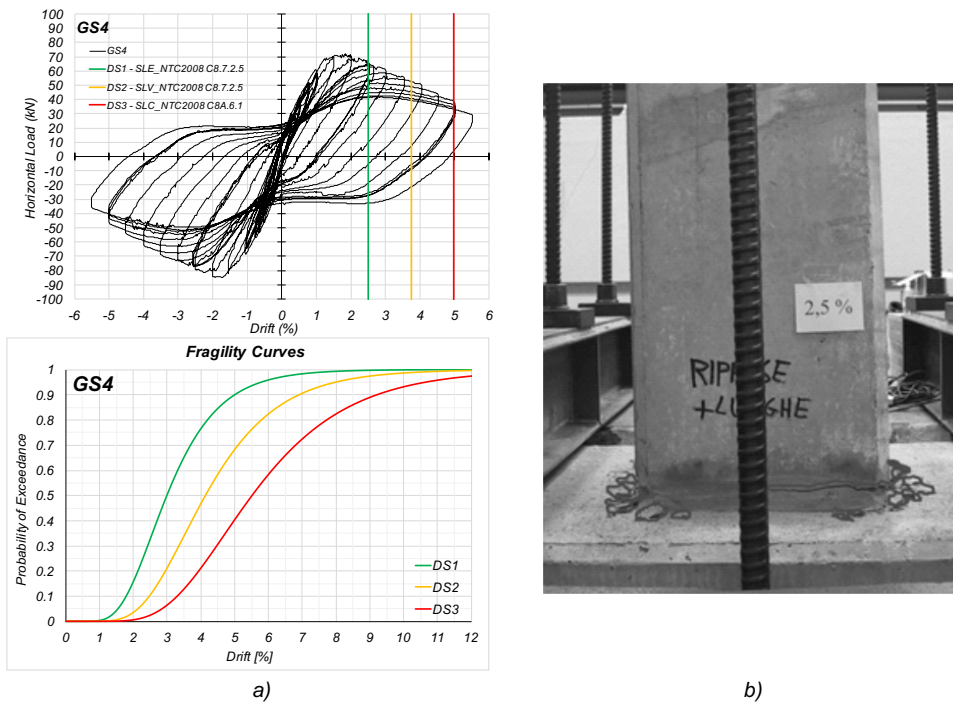 GS4
GS4
DS1 - SLE_NTC2008 C8.7.2.5
DS2 - SLV_NTC2008 C8.7.2.5
DS3 - SLC_NTC2008 C8A.6.1
Horizontal Load (kN)
100
90
80
70
60
50
40
30
20
10
0
-10
-20
-30
-40
-50
-60
-70
-80
-90
-100
-6 -5 -4 -3 -2 -1 0 1 2 3 4 5 6
Drift (%)
Fragility Curves
GS4
Probability of Exceedance
1
0.9
0.8
0.7
0.6
0.5
0.4
0.3
0.2
0.1
0
DS1
DS2
DS3
0 1 2 3 4 5 6 7 8 9 10 11 12
Drift [%]
a)
2,5 %
b)